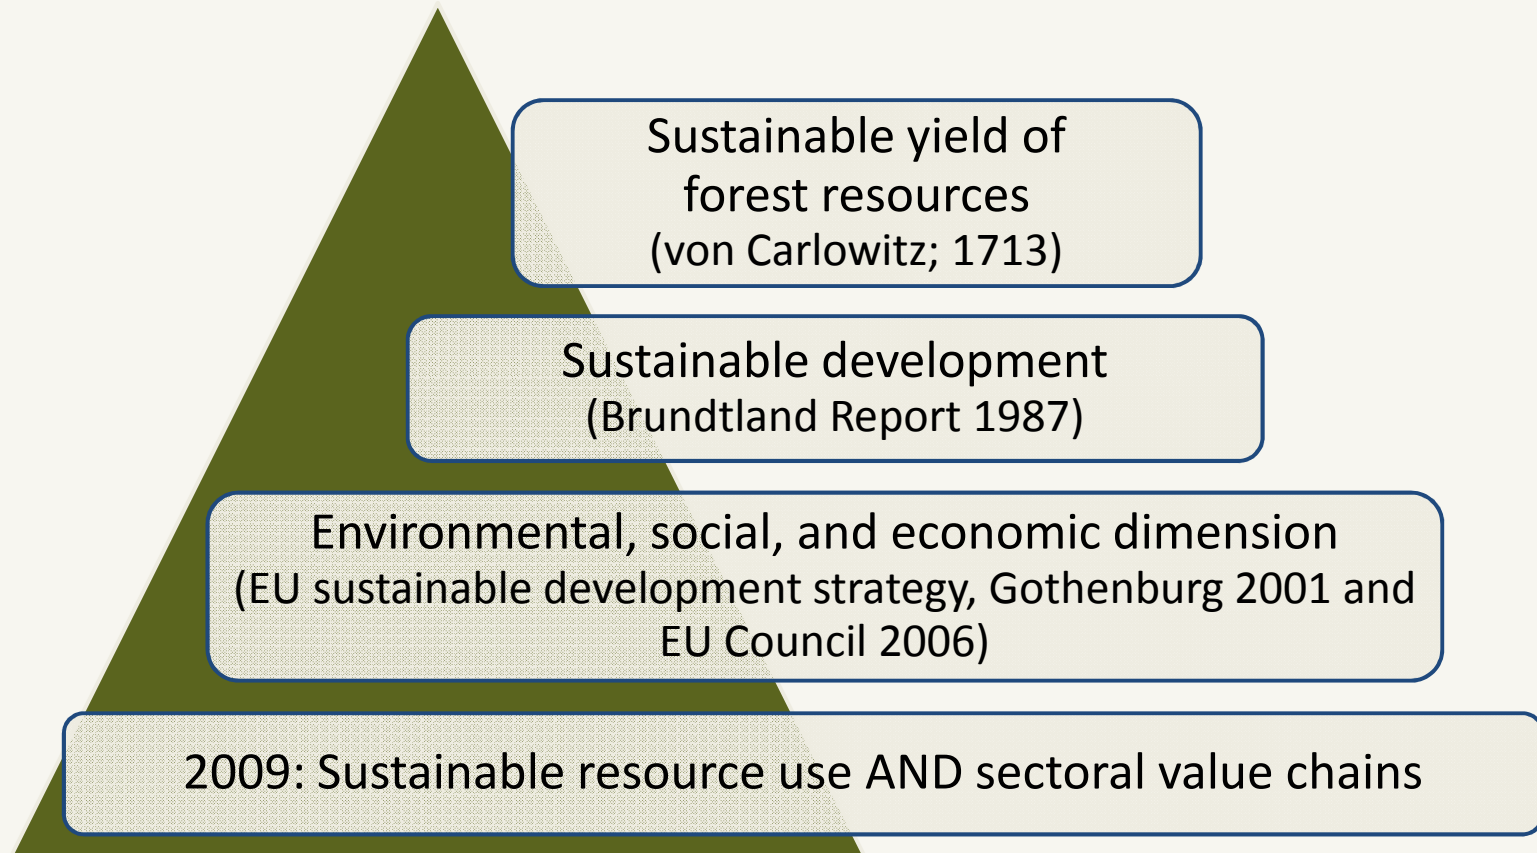 Sustainable yield of
forest resources
(von Carlowitz; 1713)
Sustainable development
(Brundtland Report 1987)
Environmental, social, and economic dimension
(EU sustainable development strategy, Gothenburg 2001 and
EU Council 2006)
2009: Sustainable resource use AND sectoral value chains